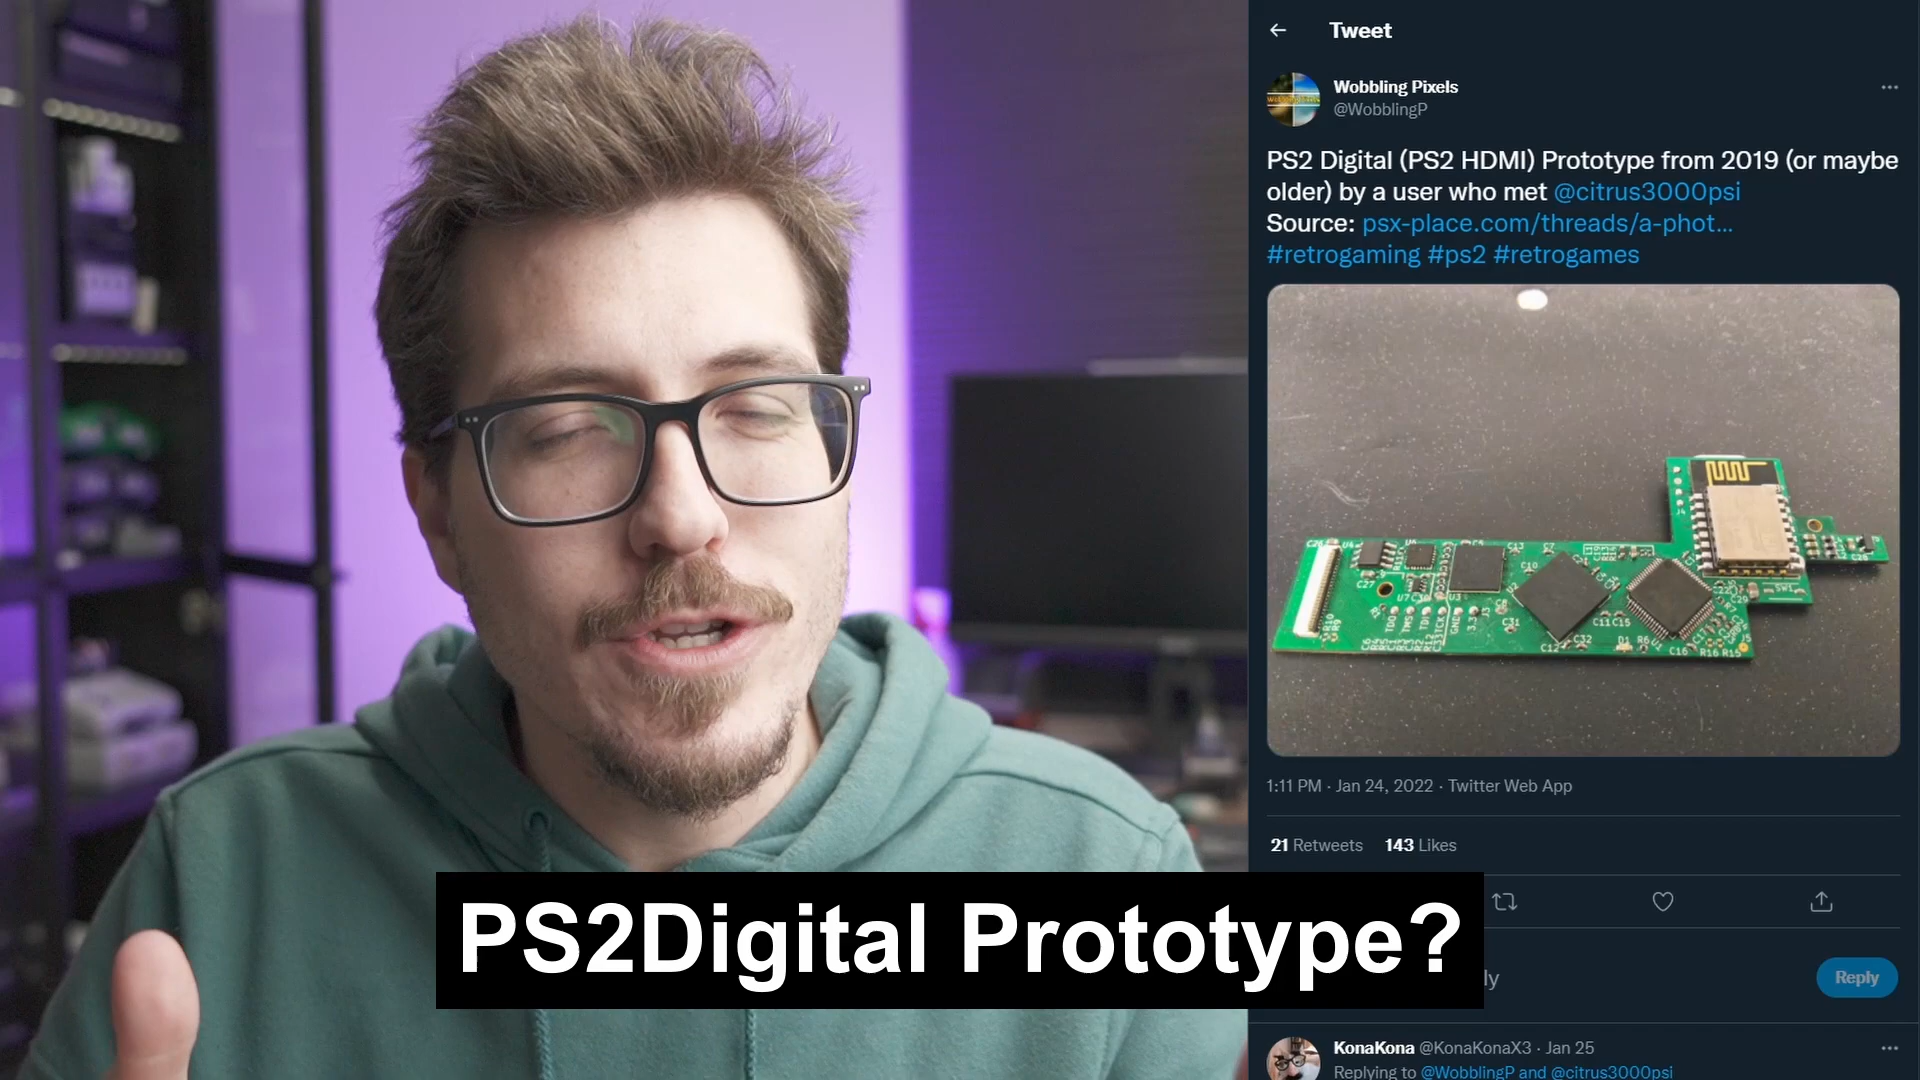 Tweet
Wobbling Pixels
@WobblingP
PS2 Digital (PS2 HDMI) Prototype from 2019 (or maybe
older) by a user who met @citrus3000psi
Source: psx-place.com/threads/a-phot...
#retrogaming #ps2 #retrogames
1:11 PM · Jan 24, 2022 · Twitter Web App
21 Retweets 143 Likes
PS2Digital Prototype?
ly
Reply
KonaKona @KonaKonaX3 · Jan 25
Replying to @WobblingP and @citrus3000psi